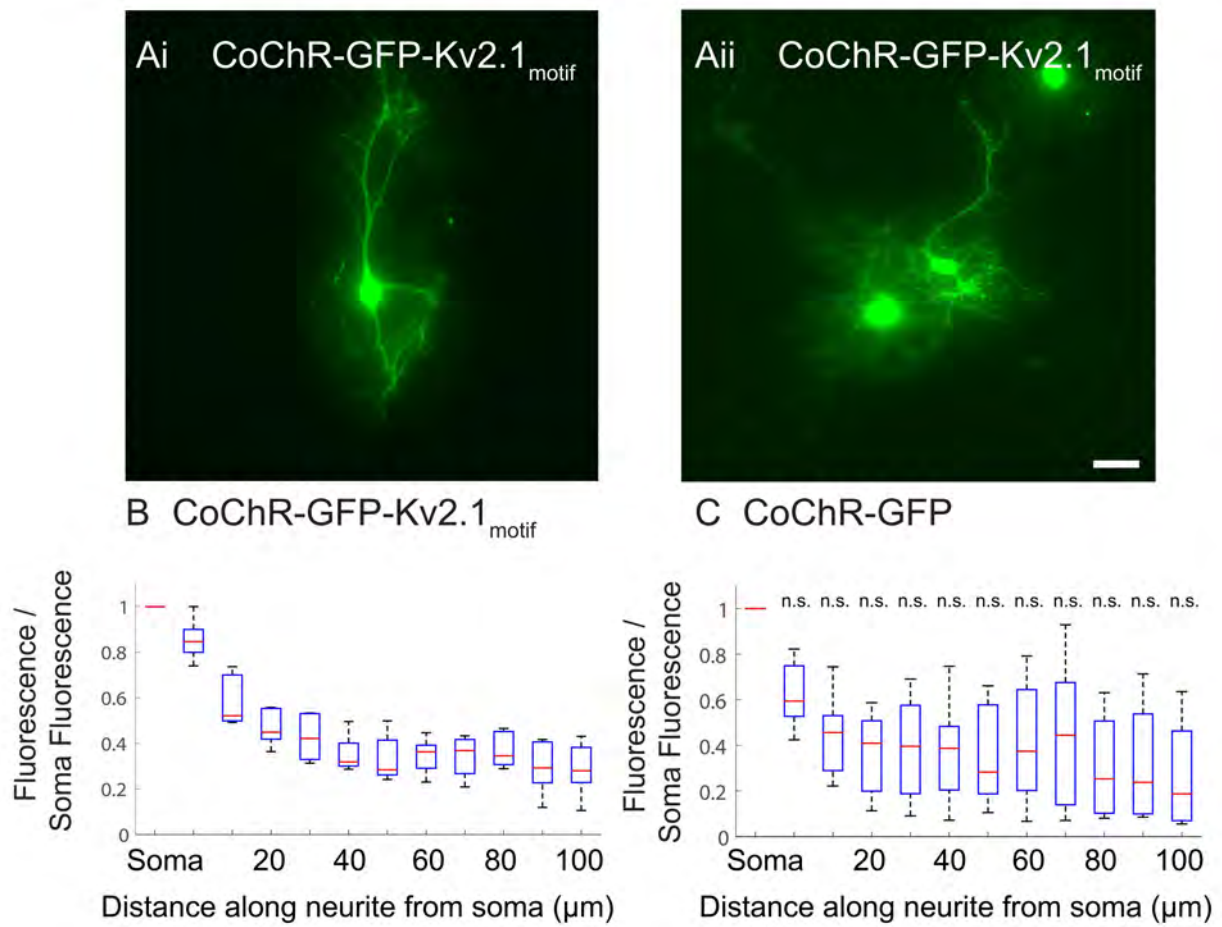 Ai CoChR-GFP-Kv2.1motif
Aii CoChR-GFP-Kv2.1motif
B CoChR-GFP-Kv2.1motif
C CoChR-GFP
Fluorescence /
Soma Fluorescence
1
0.8
0.6
0.4
0.2
0
Soma 20 40 60 80 100
Distance along neurite from soma (μm)
Fluorescence /
Soma Fluorescence
1
0.8
0.6
0.4
0.2
0
n.s. n.s. n.s. n.s. n.s. n.s. n.s. n.s. n.s. n.s. n.s.
Soma 20 40 60 80 100
Distance along neurite from soma (μm)